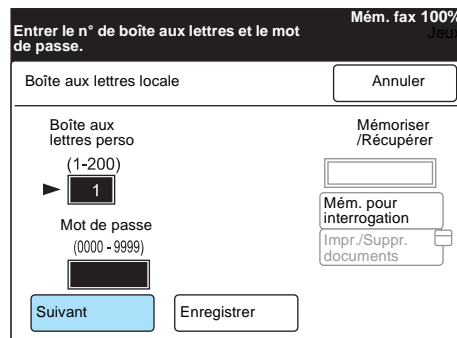 Mém. fax 100%
Entrer le n° de boîte aux lettres et le mot
de passe.
Jeux
Boîte aux lettres locale
Annuler
Boîte aux
lettres perso
(1-200)
1
Mot de passe
(0000 - 9999)
Mémoriser
/Récupérer
Mém. pour
interrogation
Impr./Suppr.
documents
Suivant
Enregistrer